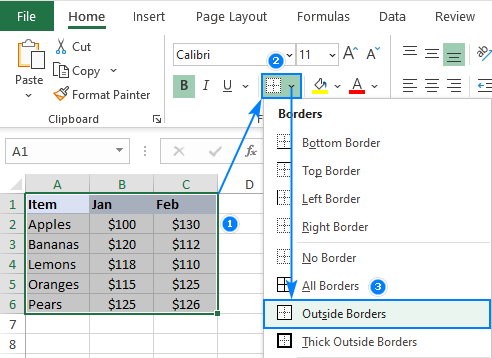 File Home Insert Page Layout Formulas Data Review
Cut
Copy
Format Painter
Paste
Clipboard
Calibri 11 A A
B I U A
2
F
ab
A1 fx
Borders
Bottom Border
Top Border
Left Border
Right Border
No Border
All Borders 3
Outside Borders
Thick Outside Borders
A B C D
1 Item Jan Feb
2 Apples $100 $130 1
3 Bananas $120 $112
4 Lemons $118 $110
5 Oranges $115 $125
6 Pears $125 $126
7
8